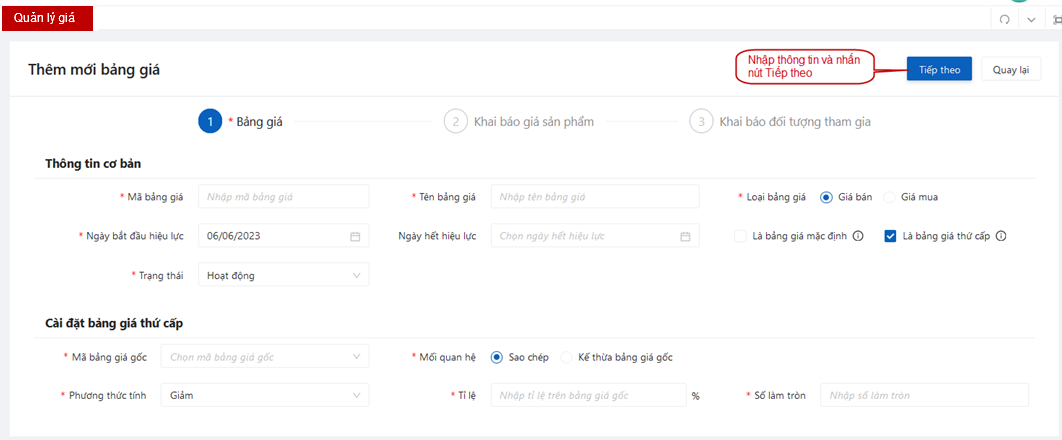 Quản lý giá
Thêm mới bảng giá
Nhập thông tin và nhấn
nút Tiếp theo
Tiếp theo
Quay lại
1 * Bảng giá
2 Khai báo giá sản phẩm
3 Khai báo đối tượng tham gia
Thông tin cơ bản
* Mã bảng giá Nhập mã bảng giá
* Tên bảng giá Nhập tên bảng giá
* Loại bảng giá Giá bán Giá mua
* Ngày bắt đầu hiệu lực 06/06/2023
Ngày hết hiệu lực Chọn ngày hết hiệu lực
Là bảng giá mặc định Là bảng giá thứ cấp
* Trạng thái Hoạt động
Cài đặt bảng giá thứ cấp
* Mã bảng giá gốc Chọn mã bảng giá gốc
* Mối quan hệ Sao chép Kế thừa bảng giá gốc
* Phương thức tính Giảm
* Tỉ lệ Nhập tỉ lệ trên bảng giá gốc %
* Số làm tròn Nhập số làm tròn